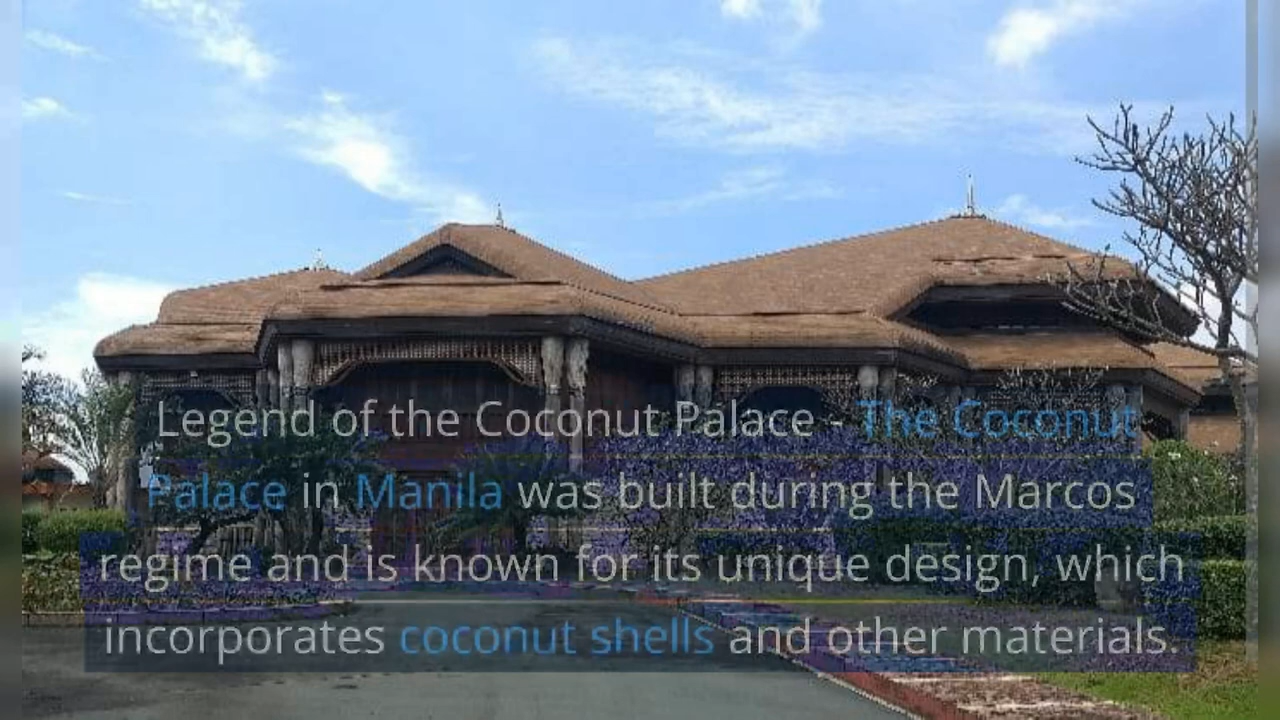 Legend of the Coconut Palace - The Coconut
Palace in Manila was built during the Marcos
regime and is known for its unique design, which
incorporates coconut shells and other materials.